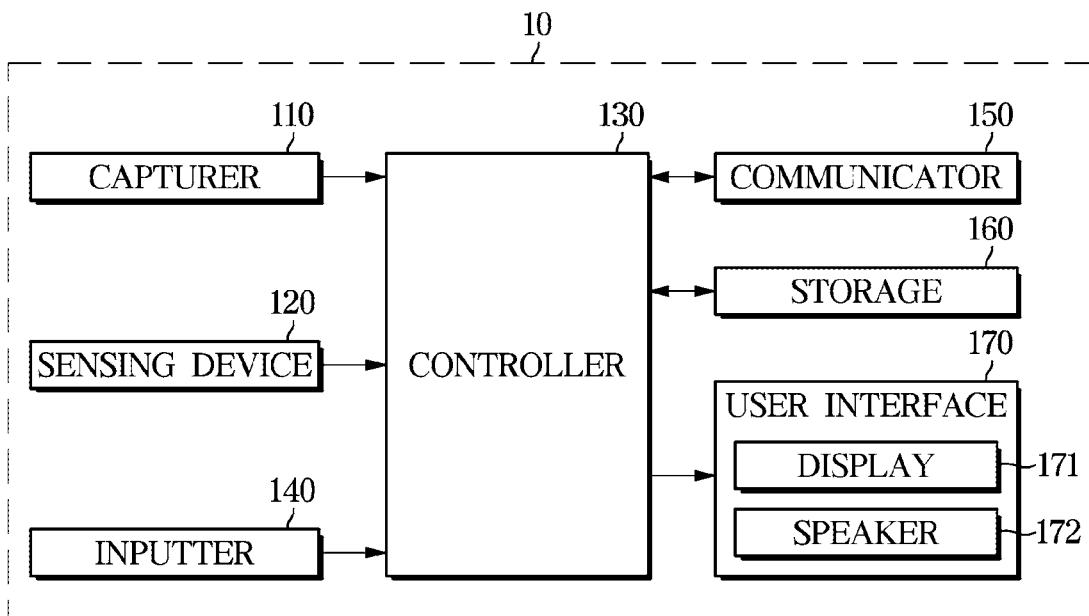 10
110
CAPTURER
120
SENSING DEVICE
140
INPUTTER
130
CONTROLLER
150
COMMUNICATOR
160
STORAGE
170
USER INTERFACE
DISPLAY
171
SPEAKER
172